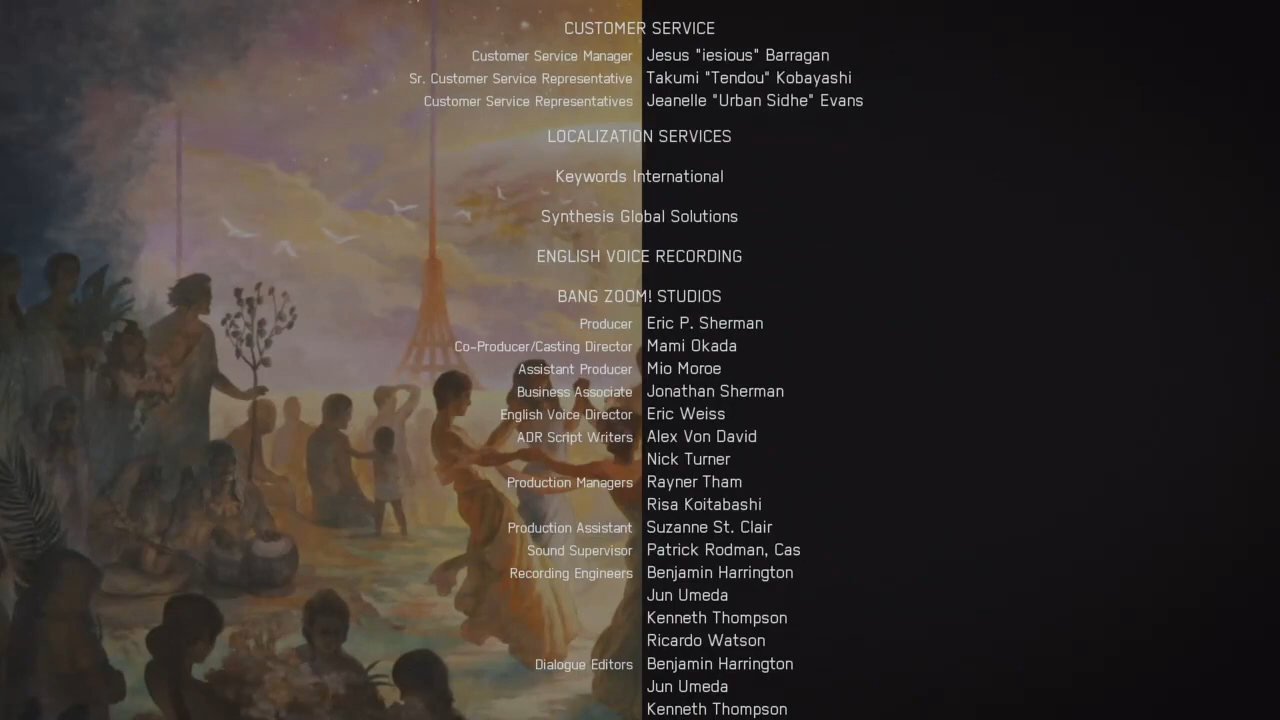 CUSTOMER SERVICE
Customer Service Manager Jesus "iesious" Barragan
Sr. Customer Service Representative Takumi "Tendou" Kobayashi
Customer Service Representatives Jeanelle "Urban Sidhe" Evans
LOCALIZATION SERVICES
Keywords International
Synthesis Global Solutions
ENGLISH VOICE RECORDING
BANG ZOOM! STUDIOS
Producer Eric P. Sherman
Co-Producer/Casting Director Mami Okada
Assistant Producer Mio Moroe
Business Associate Jonathan Sherman
English Voice Director Eric Weiss
ADR Script Writers Alex Von David
Nick Turner
Production Managers Rayner Tham
Risa Koitabashi
Production Assistant Suzanne St. Clair
Sound Supervisor Patrick Rodman, Cas
Recording Engineers Benjamin Harrington
Jun Umeda
Kenneth Thompson
Ricardo Watson
Dialogue Editors Benjamin Harrington
Jun Umeda
Kenneth Thompson